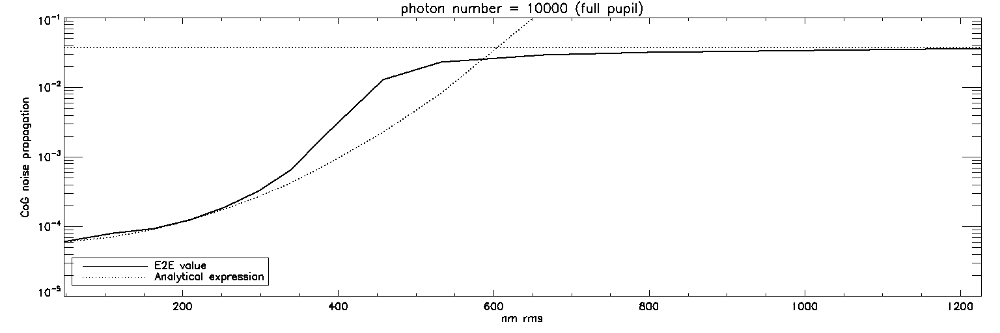 photon number = 10000 (full pupil)
10⁻¹
10⁻²
10⁻³
10⁻⁴
10⁻⁵
CoG noise propagation
E2E value
Analytical expression
200 400 600 800 1000 1200
nm rms